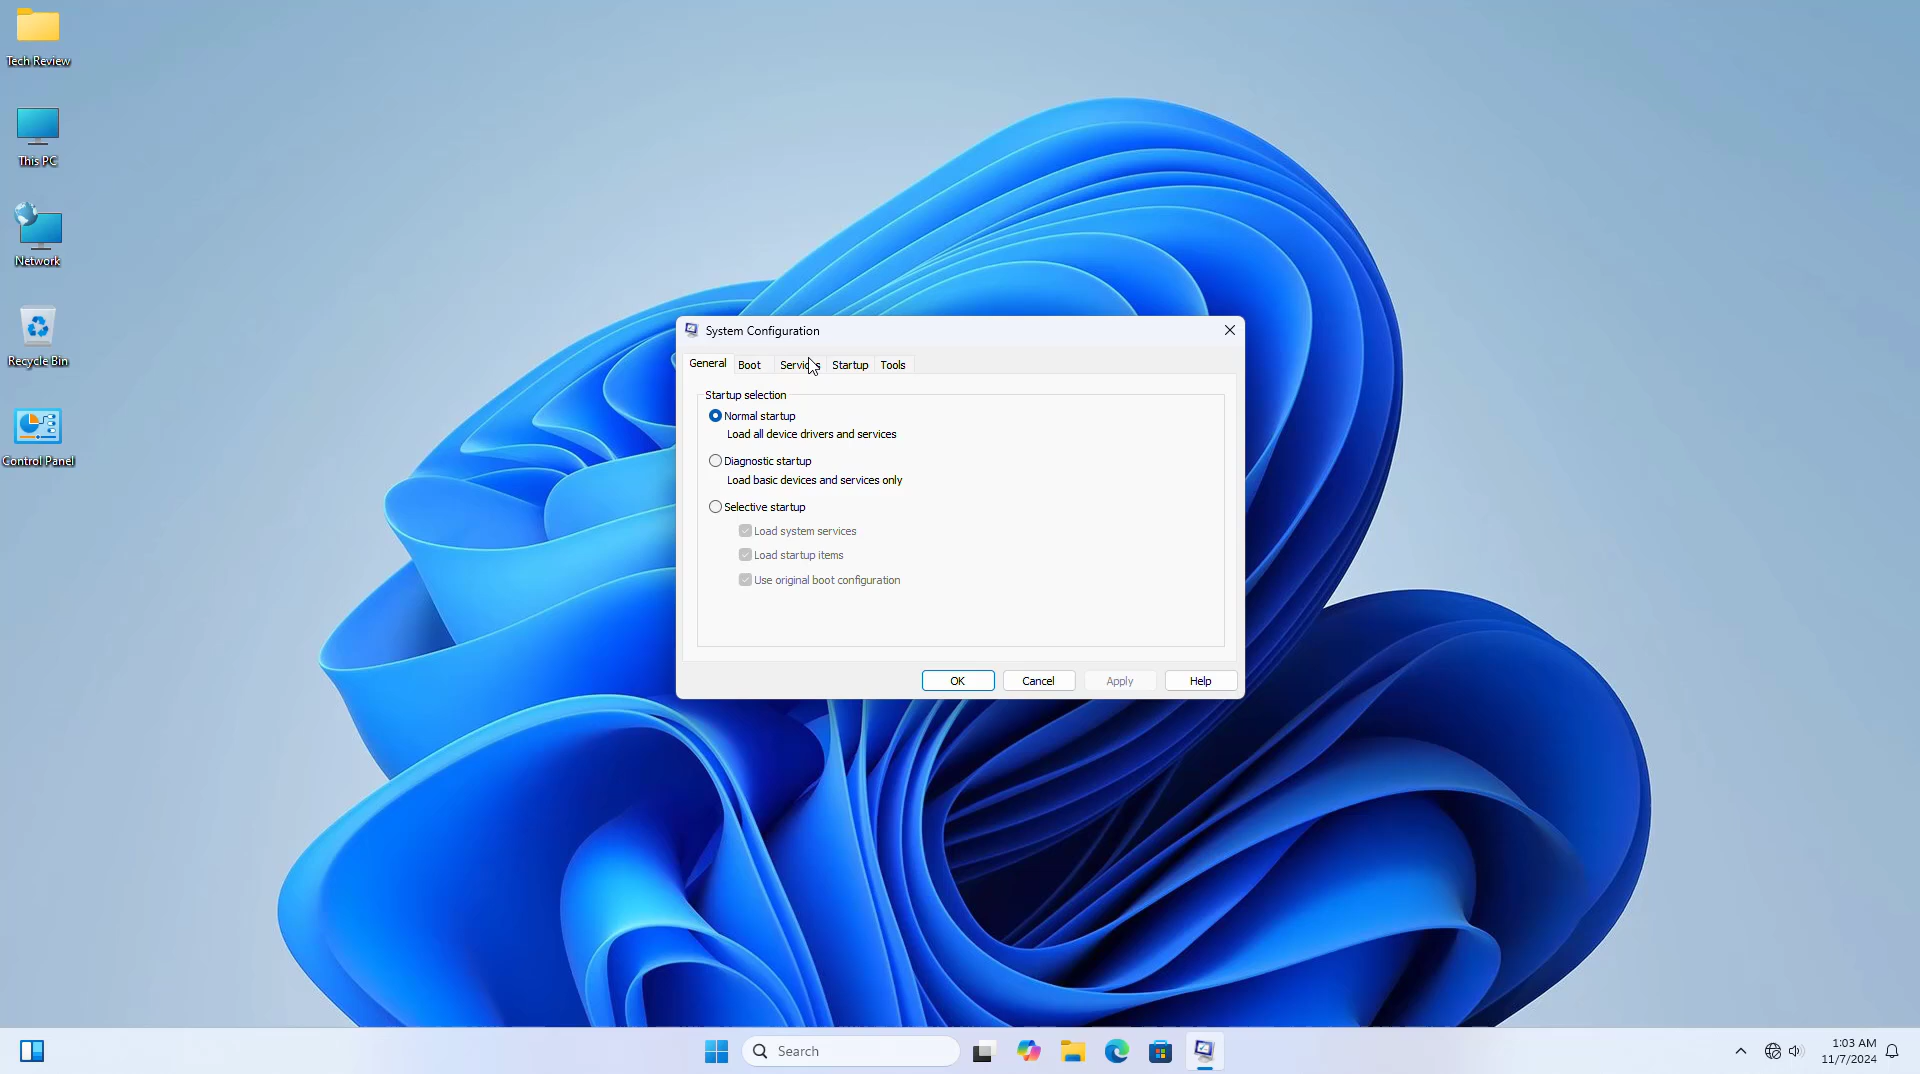 Tech Review
This PC
Network
Recycle Bin
Control Panel
System Configuration
General Boot Services Startup Tools
Startup selection
Normal startup
Load all device drivers and services
Diagnostic startup
Load basic devices and services only
Selective startup
Load system services
Load startup items
Use original boot configuration
OK Cancel Apply Help
Search
1:03 AM
11/7/2024